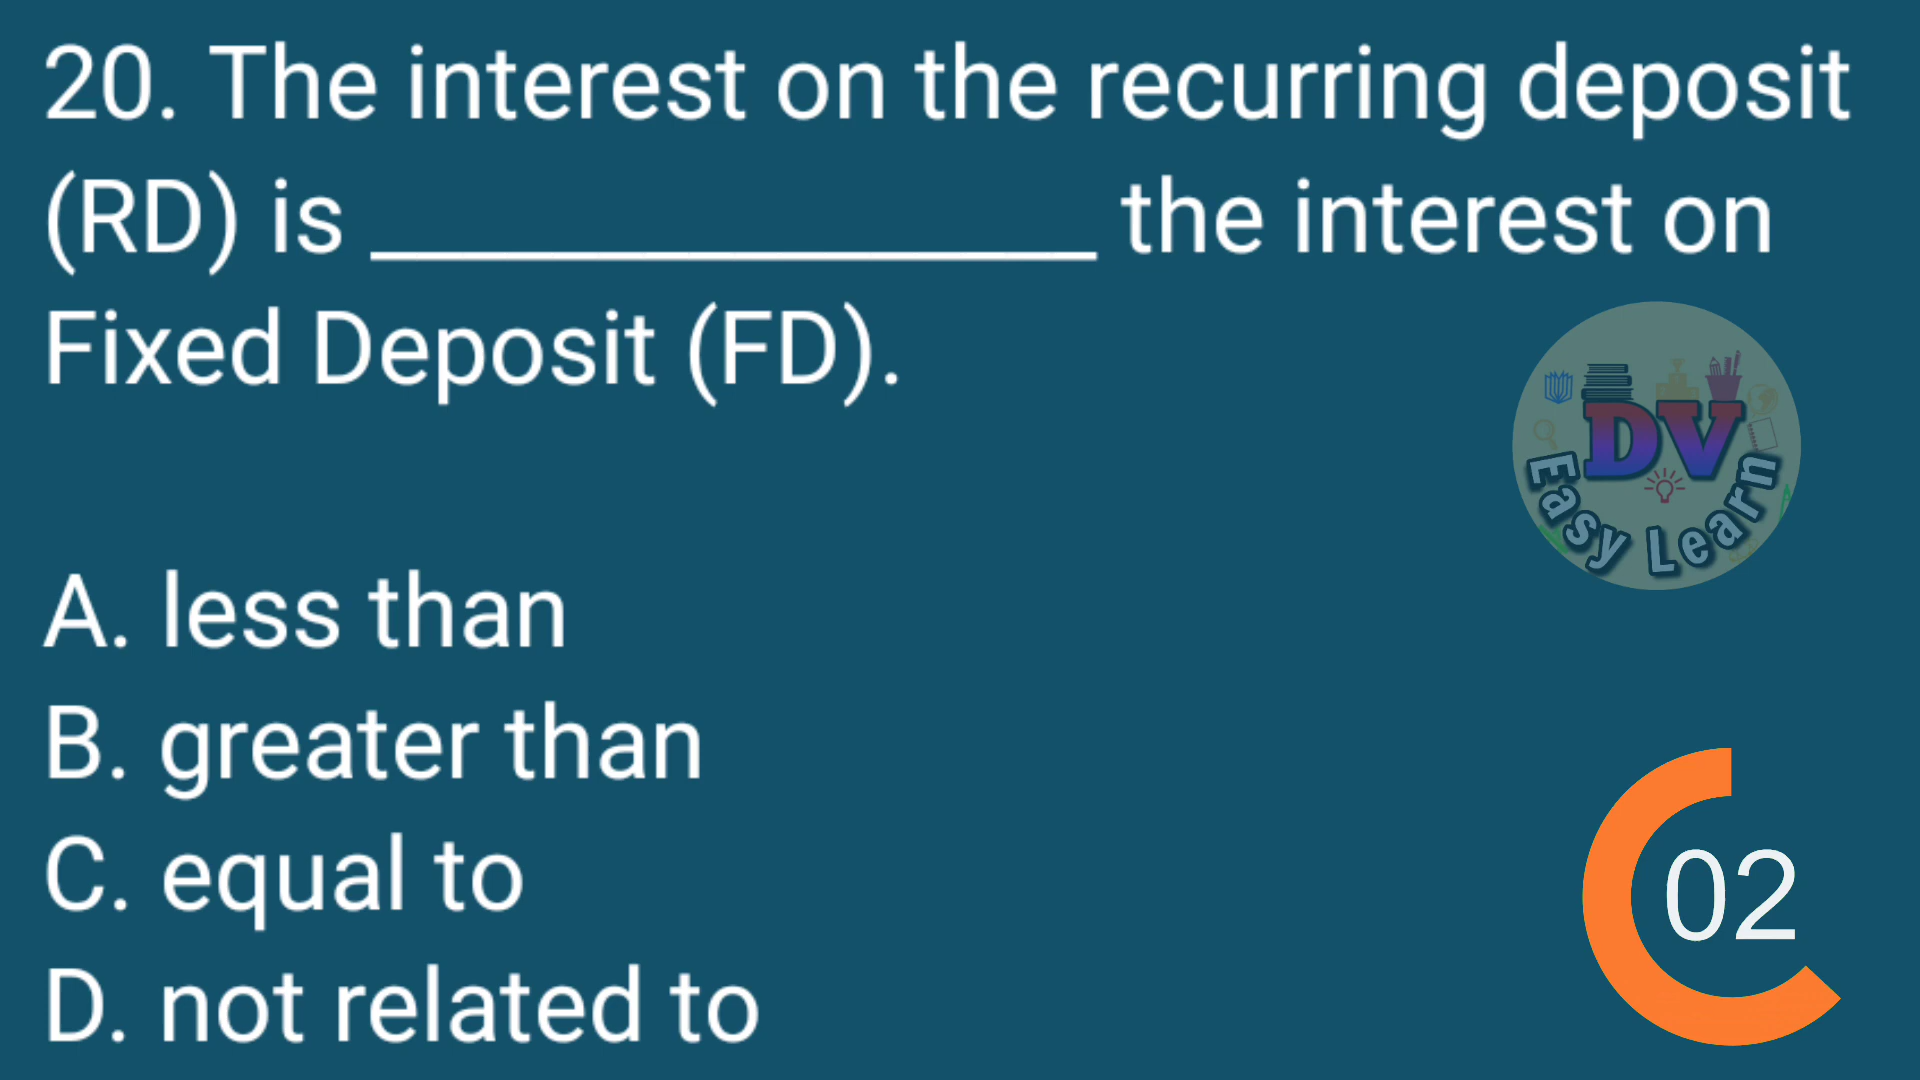 20. The interest on the recurring deposit
(RD) is ____________ the interest on
Fixed Deposit (FD).
DV
Easy Learn
A. less than
B. greater than
C. equal to
D. not related to
02